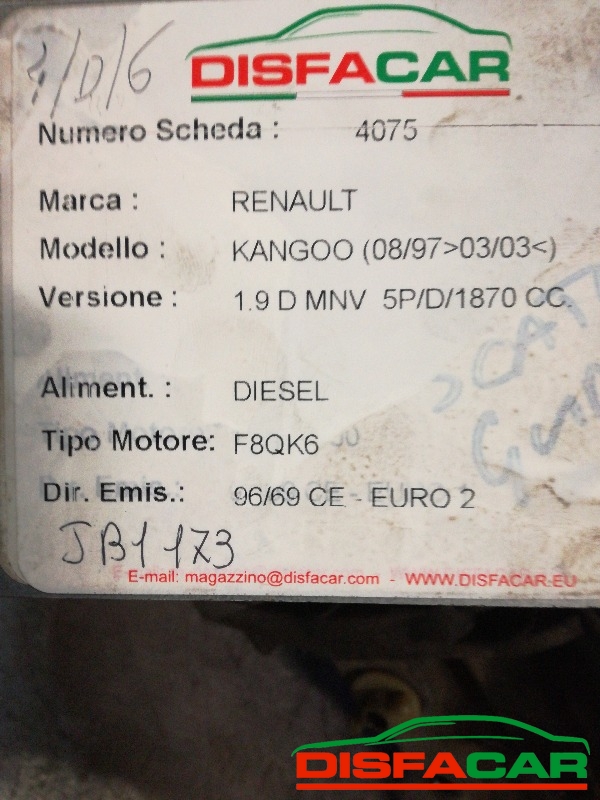 DISFACAR
Numero Scheda : 4075
Marca : RENAULT
Modello : KANGOO (08/97>03/03<)
Versione : 1.9 D MNV 5P/D/1870 CC.
Aliment. : DIESEL
Tipo Motore: F8QK6
Dir. Emis.: 96/69 CE - EURO 2
JB1 173
E-mail: magazzino@disfacar.com - WWW.DISFACAR.EU
DISFACAR